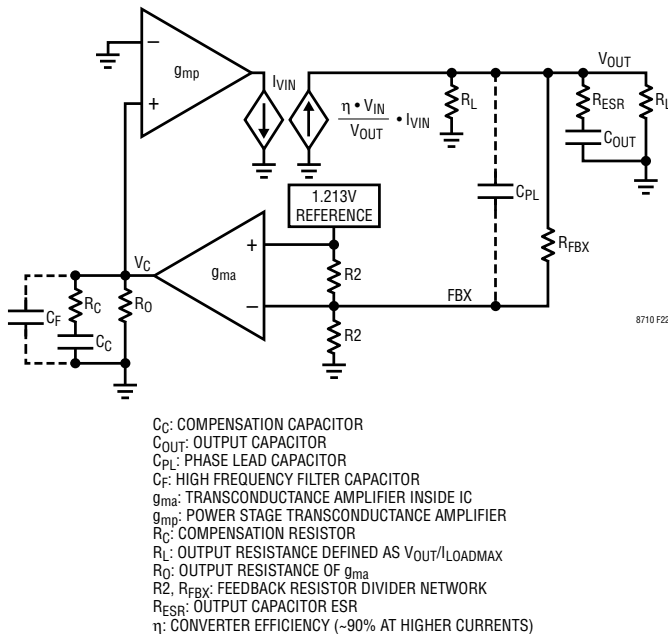 −
gmp
+
IVIN
η • VIN
VOUT
• IVIN
RL
CPL
VOUT
RESR
COUT
RL
RFBX
1.213V
REFERENCE
VC
gma
+
−
R2
FBX
R2
CF
RC
CC
RO
8710 F22
CC: COMPENSATION CAPACITOR
COUT: OUTPUT CAPACITOR
CPL: PHASE LEAD CAPACITOR
CF: HIGH FREQUENCY FILTER CAPACITOR
gma: TRANSCONDUCTANCE AMPLIFIER INSIDE IC
gmp: POWER STAGE TRANSCONDUCTANCE AMPLIFIER
RC: COMPENSATION RESISTOR
RL: OUTPUT RESISTANCE DEFINED AS VOUT/ILOADMAX
RO: OUTPUT RESISTANCE OF gma
R2, RFBX: FEEDBACK RESISTOR DIVIDER NETWORK
RESR: OUTPUT CAPACITOR ESR
η: CONVERTER EFFICIENCY (~90% AT HIGHER CURRENTS)